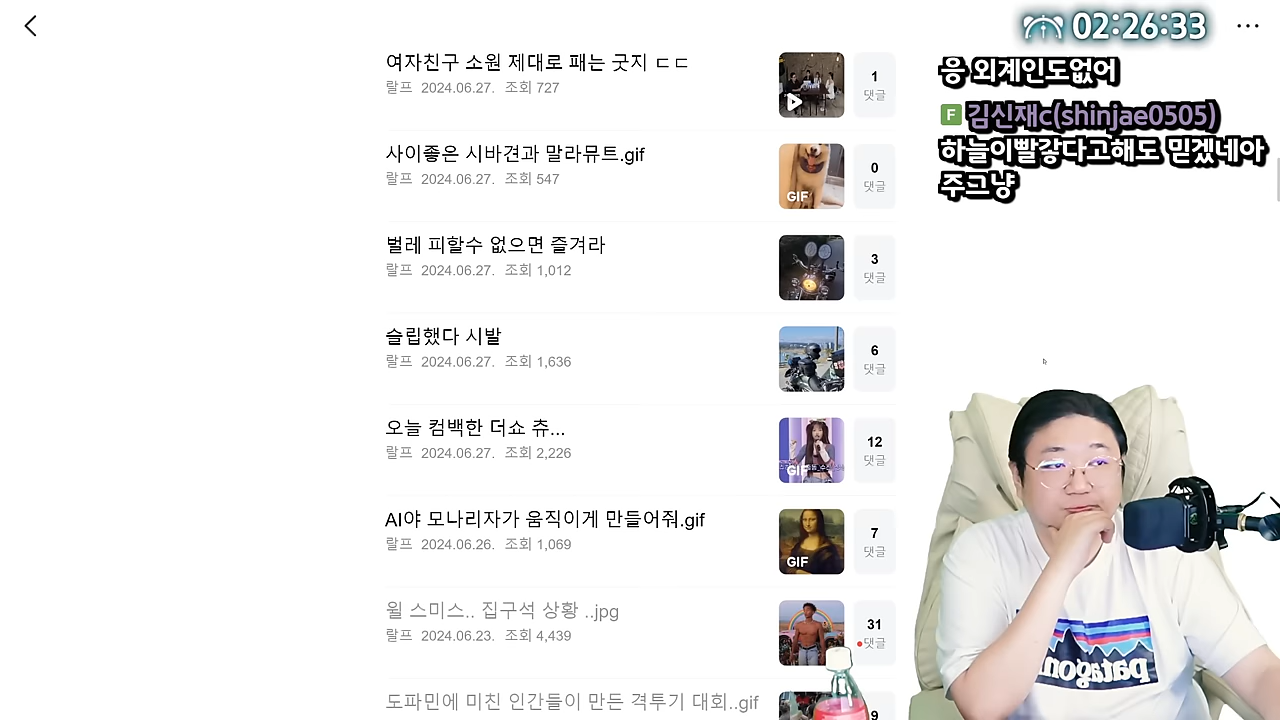 02:26:33
여자친구 소원 제대로 패는 굿지 ㄷㄷ
랄프 2024.06.27. 조회 727
1
댓글
사이좋은 시바견과 말라뮤트.gif
랄프 2024.06.27. 조회 547
GIF
0
댓글
벌레 피할수 없으면 즐겨라
랄프 2024.06.27. 조회 1,012
3
댓글
슬립했다 시발
랄프 2024.06.27. 조회 1,636
6
댓글
오늘 컴백한 더쇼 츄...
랄프 2024.06.27. 조회 2,226
GIF
12
댓글
AI야 모나리자가 움직이게 만들어줘.gif
랄프 2024.06.26. 조회 1,069
GIF
7
댓글
윌 스미스.. 집구석 상황 ..jpg
랄프 2024.06.23. 조회 4,439
31
댓글
도파민에 미친 인간들이 만든 격투기 대회..gif
9
응 외계인도없어
F 김신재c(shinjae0505)
하늘이빨갛다고해도 믿겠네아
주그냥
patagonia